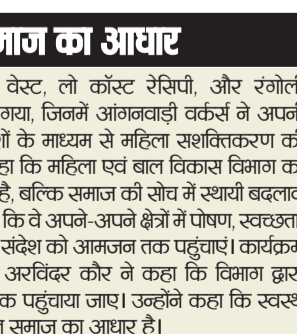 माज का आधार
वेस्ट, लो कॉस्ट रेसिपी, और रंगोली
गया, जिनमें आंगनवाड़ी वर्कर्स ने अपनी
के माध्यम से महिला सशक्तिकरण क
हा कि महिला एवं बाल विकास विभाग क
है, बल्कि समाज की सोच में स्थायी बदलाव
कि वे अपने-अपने क्षेत्रों में पोषण, स्वच्छता
संदेश को आमजन तक पहुंचाएं। कार्यक्रम
अरविंदर कौर ने कहा कि विभाग द्वारा
क पहुंचाया जाए। उन्होंने कहा कि स्वस्थ
समाज का आधार है।